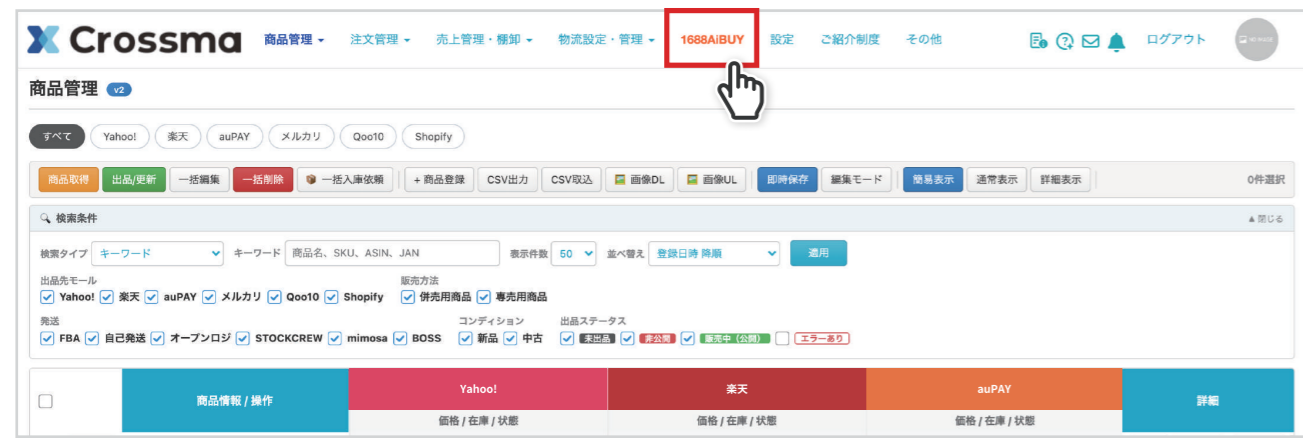 Crossma 商品管理 注文管理 売上管理・棚卸 物流設定・管理 1688AiBUY 設定 ご紹介制度 その他 ログアウト
商品管理 v2
すべて Yahoo! 楽天 auPAY メルカリ Qoo10 Shopify
商品取得 出品/更新 一括編集 一括削除 一括入庫依頼 + 商品登録 CSV出力 CSV取込 画像DL 画像UL 即時保存 編集モード 簡易表示 通常表示 詳細表示 0件選択
検索条件 ▲閉じる
検索タイプ キーワード キーワード 商品名、SKU、ASIN、JAN 表示件数 50 並べ替え 登録日時 降順 適用
出品先モール 販売方法
Yahoo! 楽天 auPAY メルカリ Qoo10 Shopify 併売用商品 専売用商品
発送 コンディション 出品ステータス
FBA 自己発送 オープンロジ STOCKCREW mimosa BOSS 新品 中古 未出品 非公開 販売中（公開） エラーあり
商品情報 / 操作 Yahoo! 楽天 auPAY 詳細
価格 / 在庫 / 状態 価格 / 在庫 / 状態 価格 / 在庫 / 状態